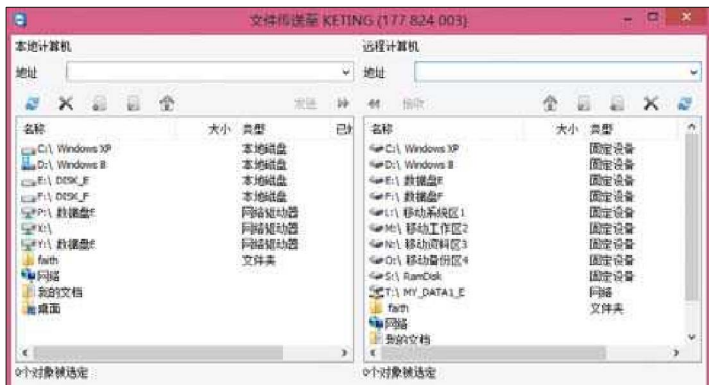 文件传送至 KETING (177 824 003)
本地计算机
地址
发送
名称 大小 类型
C:\ Windows XP 本地磁盘
D:\ Windows 8 本地磁盘
E:\ DISK_E 本地磁盘
F:\ DISK_F 本地磁盘
P:\ 数据盘E 网络驱动器
X:\ 网络驱动器
Y:\ 数据盘E 网络驱动器
faith 文件夹
网络
我的文档
桌面
0个对象被选定
远程计算机
地址
接收
名称 大小 类型
C:\ Windows XP 固定设备
D:\ Windows 8 固定设备
E:\ 数据盘E 固定设备
F:\ 数据盘F 固定设备
L:\ 移动系统区1 固定设备
M:\ 移动工作区2 固定设备
N:\ 移动资料区3 固定设备
O:\ 移动备份区4 固定设备
S:\ RamDisk 固定设备
T:\ MY_DATA1_E 网络
faith 文件夹
网络
我的文档
0个对象被选定